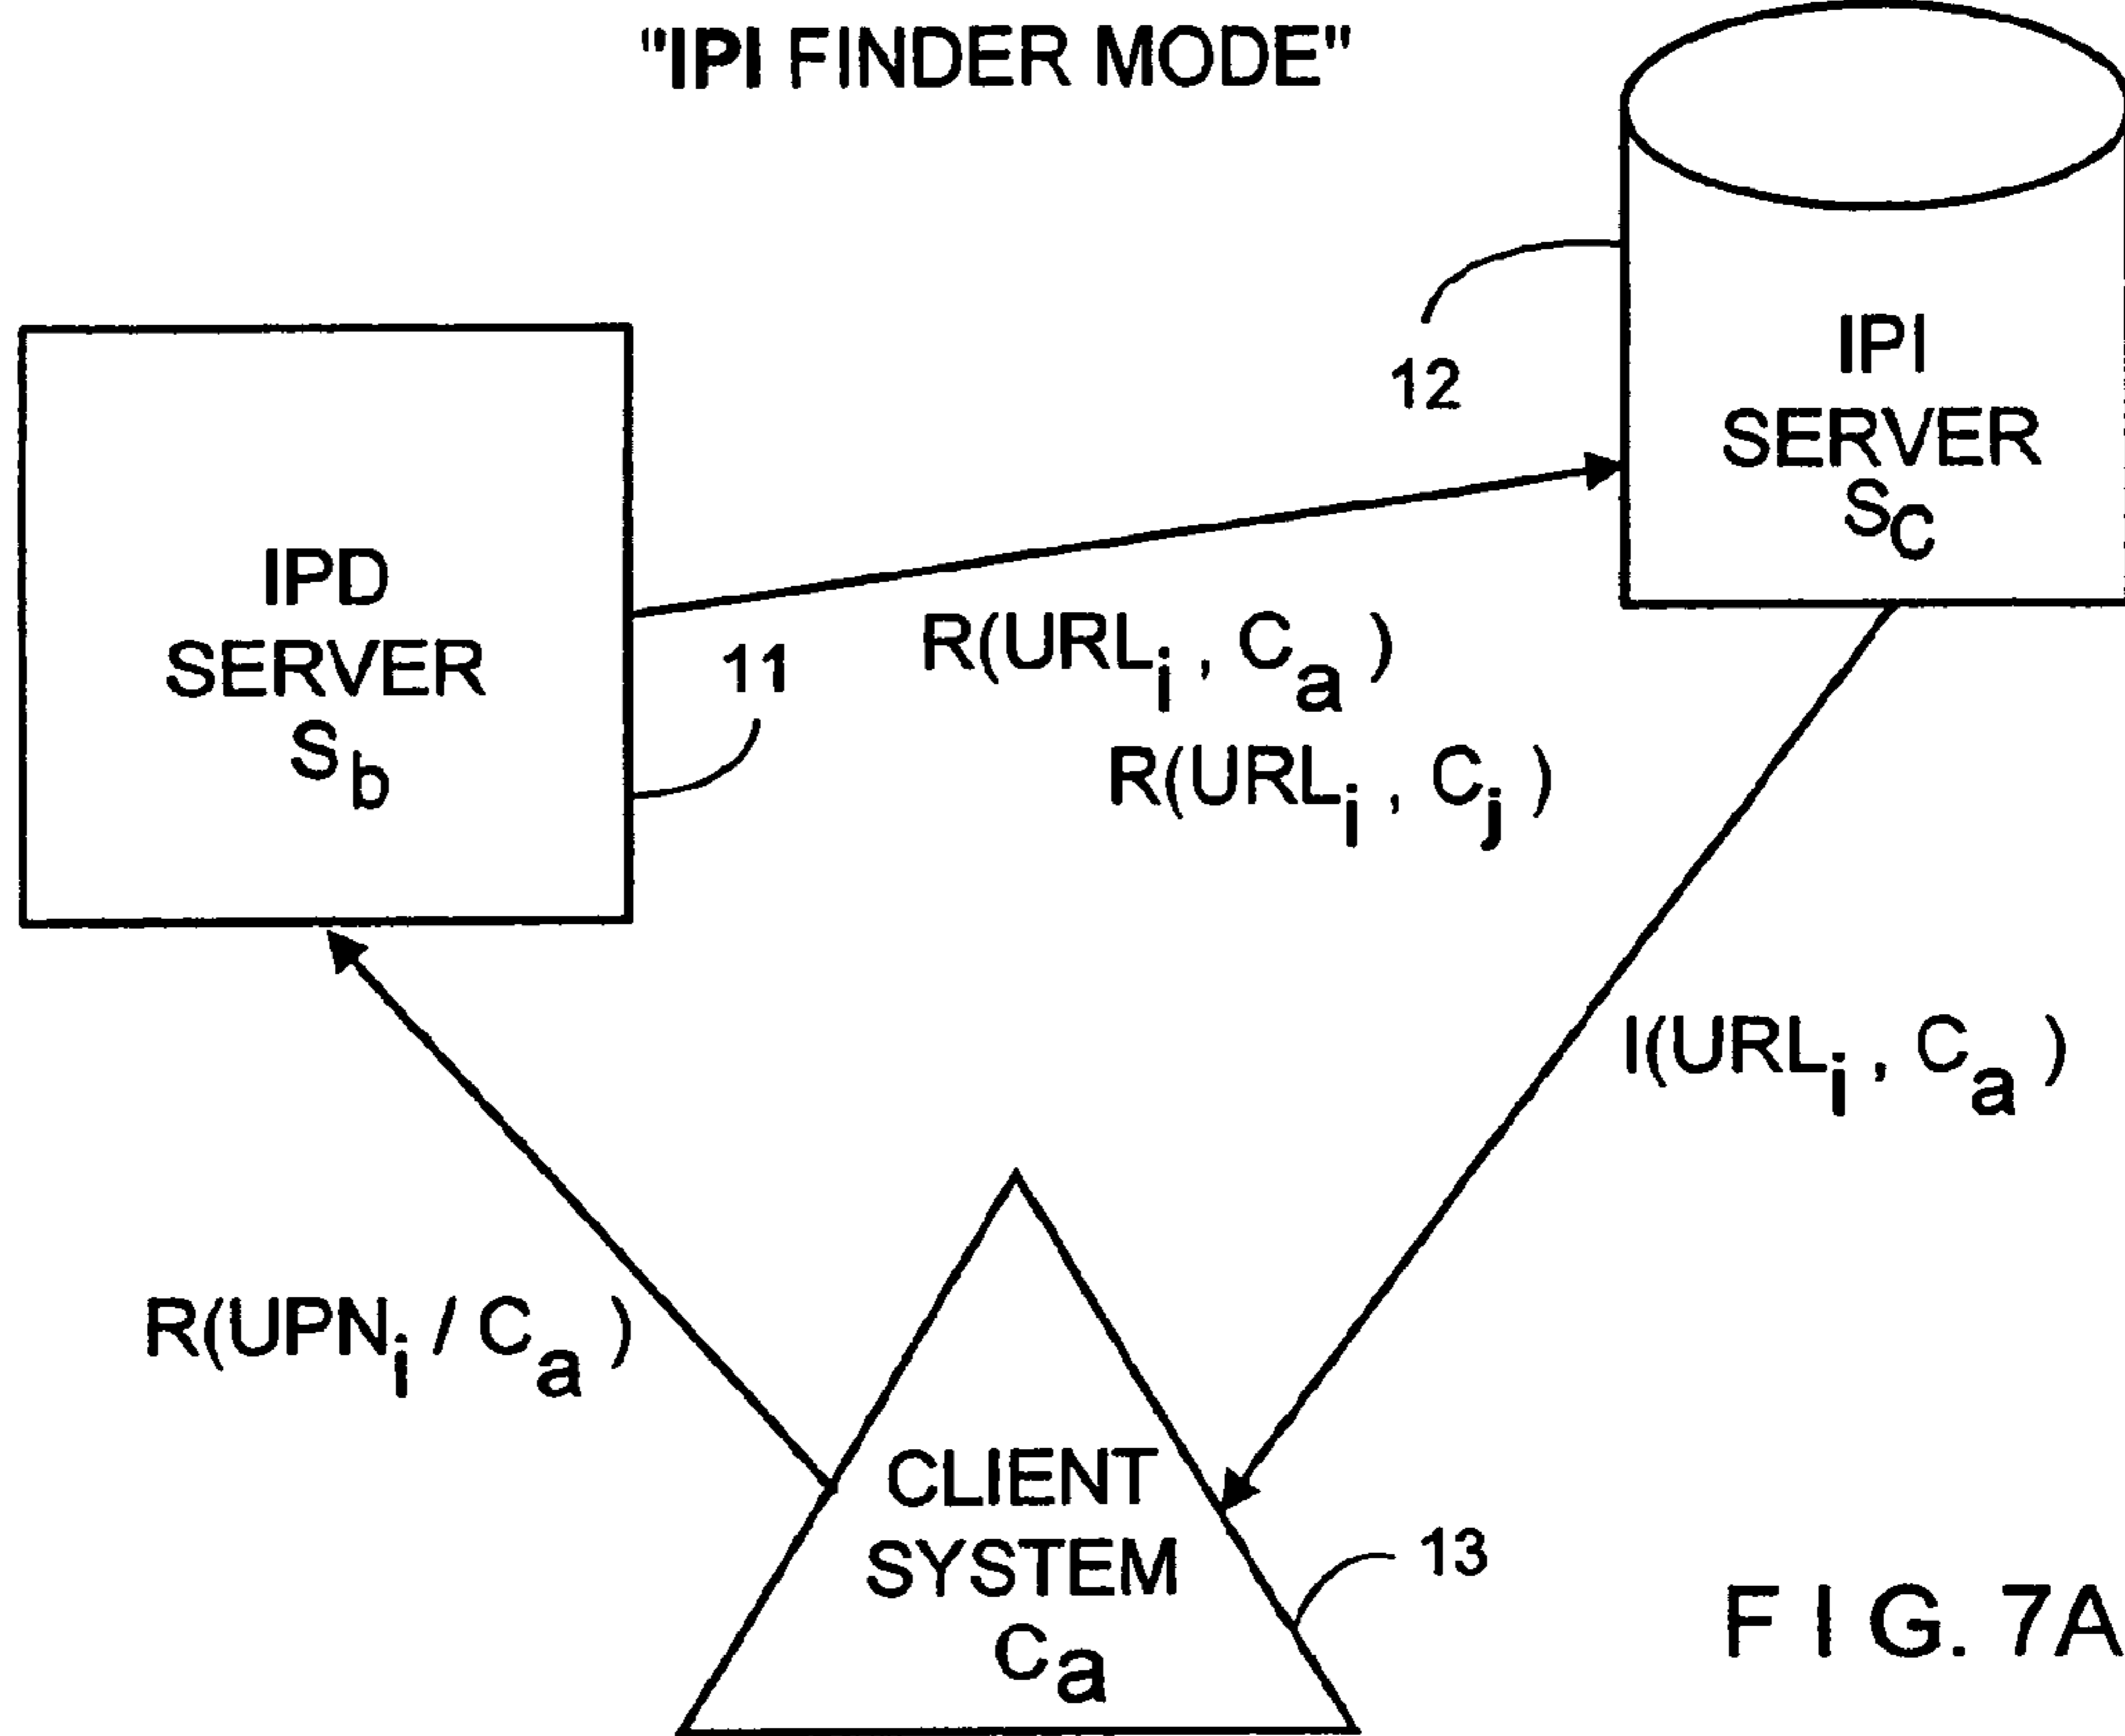 "IPI FINDER MODE"
IPI
SERVER
Sc
12
IPD
SERVER
Sb
11
R(URLi, Ca)
R(URLi, Cj)
I(URLi, Ca)
R(UPNi / Ca)
CLIENT
SYSTEM
Ca
13
FIG. 7A